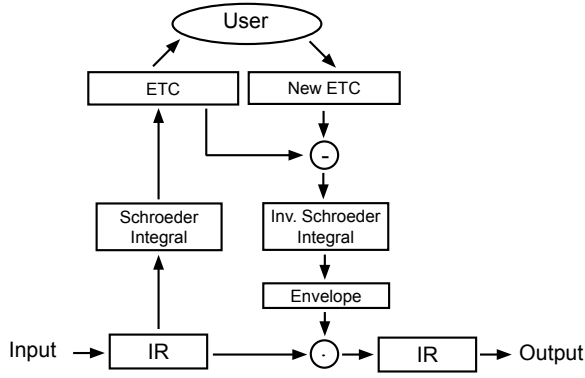 User
ETC
New ETC
-
Schroeder
Integral
Inv. Schroeder
Integral
Envelope
Input
IR
·
IR
Output